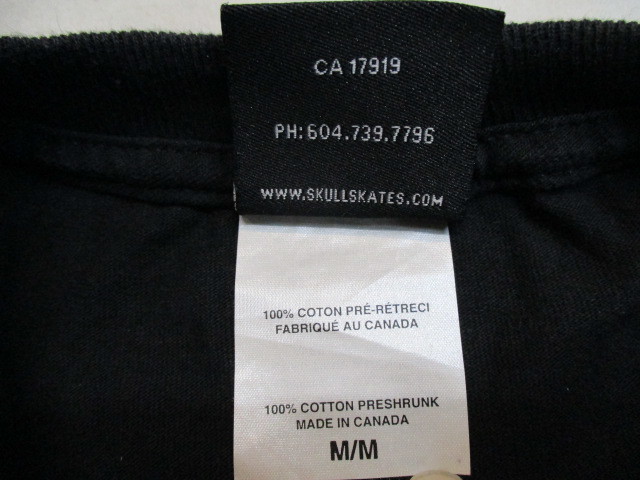 CA 17919
PH: 604.739.7796
WWW.SKULLSKATES.COM
100% COTON PRÉ-RÉTRECI
FABRIQUÉ AU CANADA
100% COTTON PRESHRUNK
MADE IN CANADA
M/M